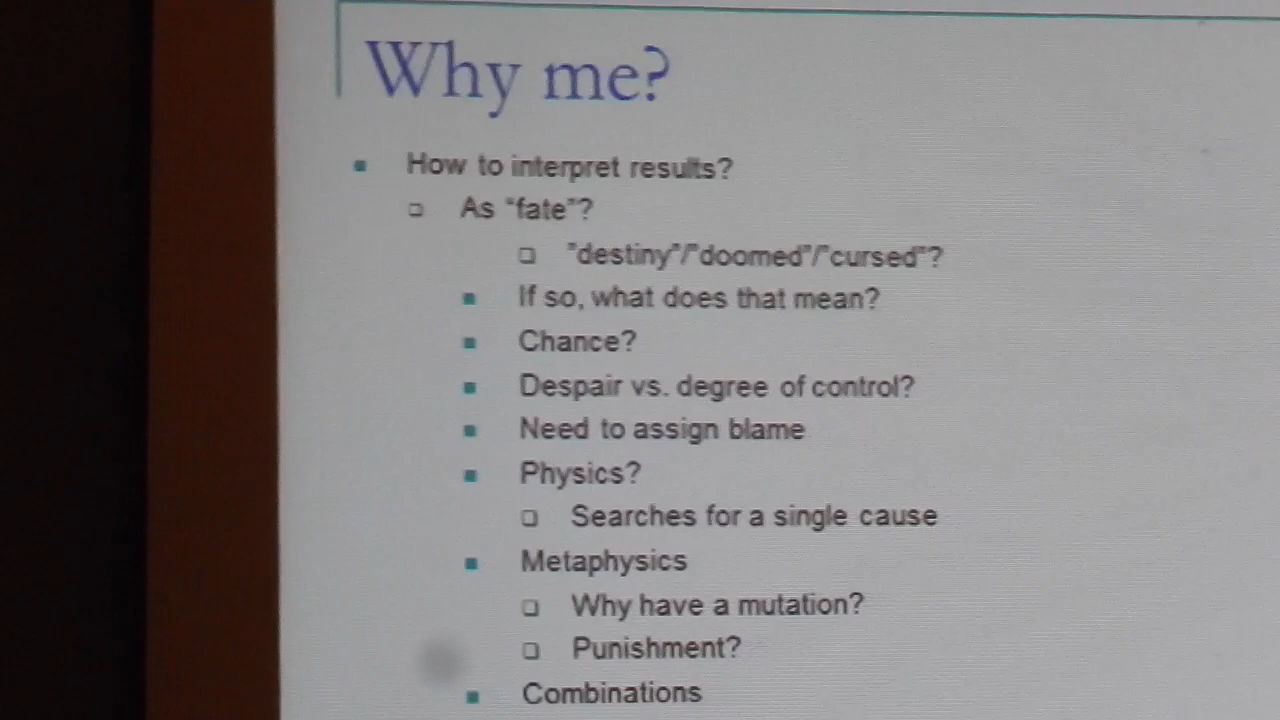 Why me?
How to interpret results?
As "fate"?
"destiny"/"doomed"/"cursed"?
If so, what does that mean?
Chance?
Despair vs. degree of control?
Need to assign blame
Physics?
Searches for a single cause
Metaphysics
Why have a mutation?
Punishment?
Combinations